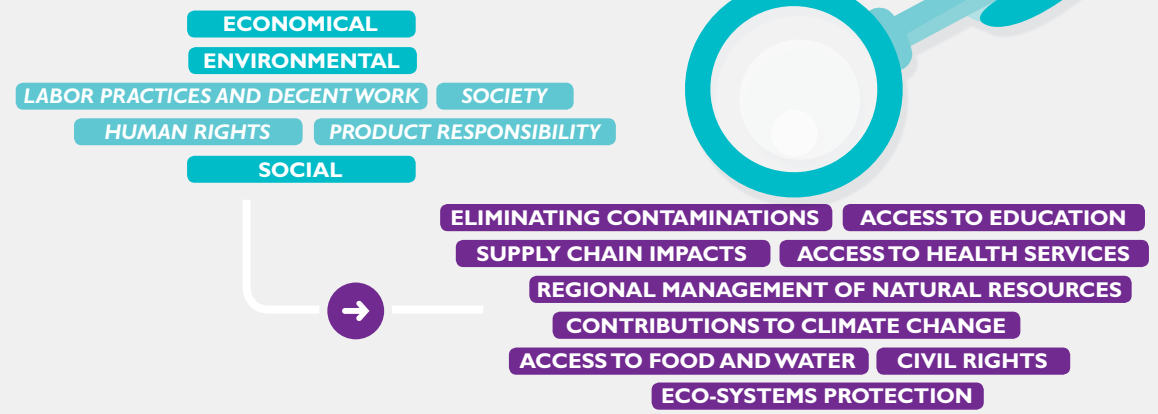 ECONOMICAL
ENVIRONMENTAL
LABOR PRACTICES AND DECENT WORK SOCIETY
HUMAN RIGHTS PRODUCT RESPONSIBILITY
SOCIAL
ELIMINATING CONTAMINATIONS ACCESS TO EDUCATION
SUPPLY CHAIN IMPACTS ACCESS TO HEALTH SERVICES
REGIONAL MANAGEMENT OF NATURAL RESOURCES
CONTRIBUTIONS TO CLIMATE CHANGE
ACCESS TO FOOD AND WATER CIVIL RIGHTS
ECO-SYSTEMS PROTECTION